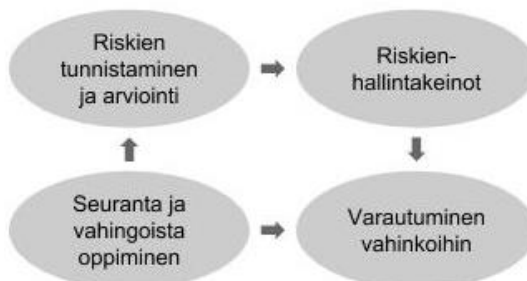 Riskien
tunnistaminen
ja arviointi
Riskien-
hallintakeinot
Seuranta ja
vahingoista
oppiminen
Varautuminen
vahinkoihin